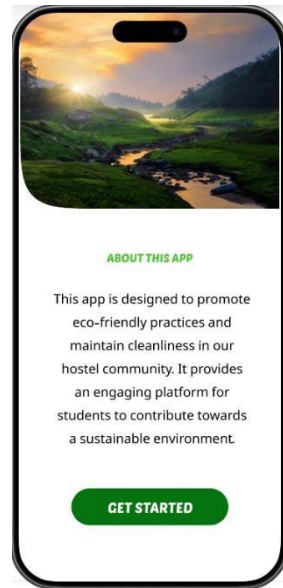 ABOUT THIS APP
This app is designed to promote
eco-friendly practices and
maintain cleanliness in our
hostel community. It provides
an engaging platform for
students to contribute towards
a sustainable environment.
GET STARTED